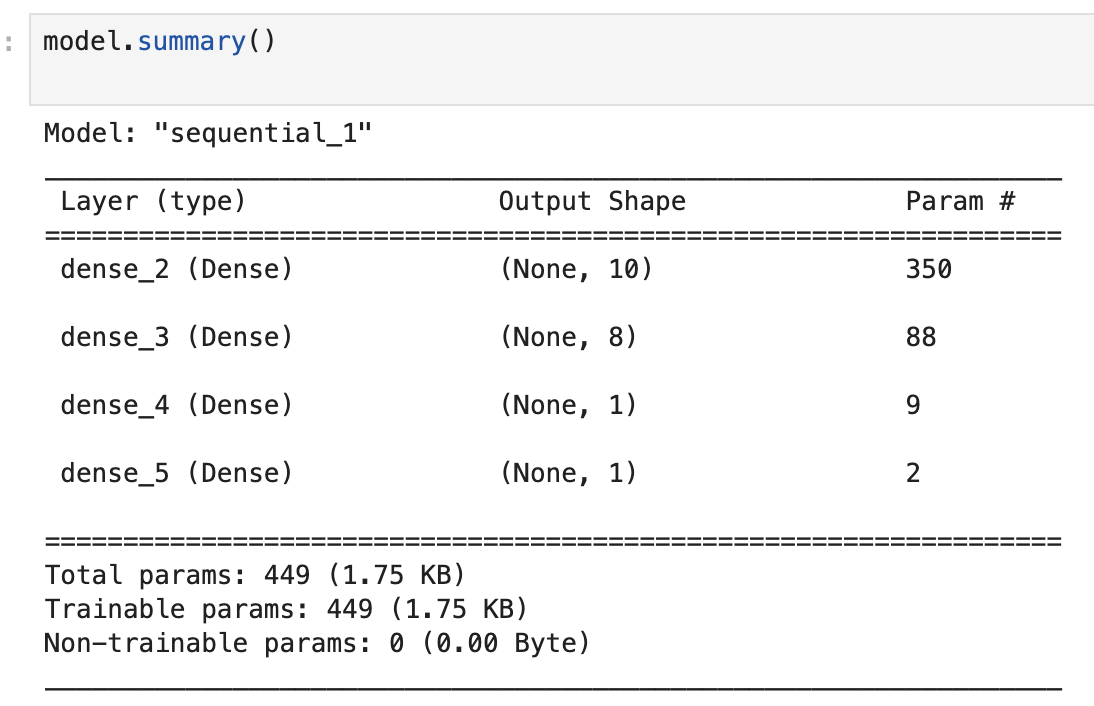 :
model.summary()
Model: "sequential_1"
_________________________________________________________________
Layer (type) Output Shape Param #
=================================================================
dense_2 (Dense) (None, 10) 350
dense_3 (Dense) (None, 8) 88
dense_4 (Dense) (None, 1) 9
dense_5 (Dense) (None, 1) 2
=================================================================
Total params: 449 (1.75 KB)
Trainable params: 449 (1.75 KB)
Non-trainable params: 0 (0.00 Byte)
_________________________________________________________________